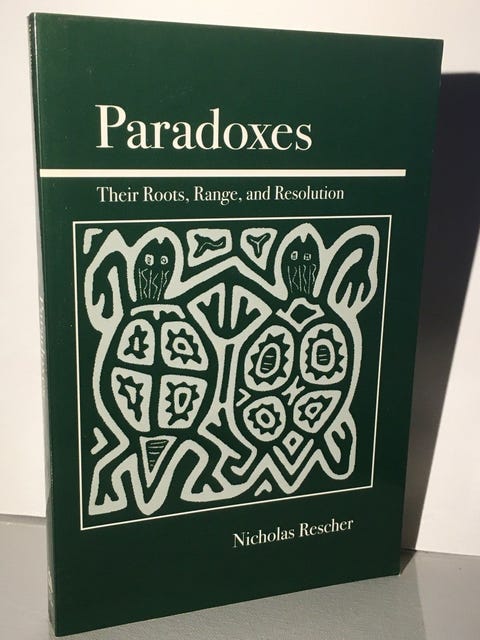 Paradoxes
Their Roots, Range, and Resolution
Nicholas Rescher